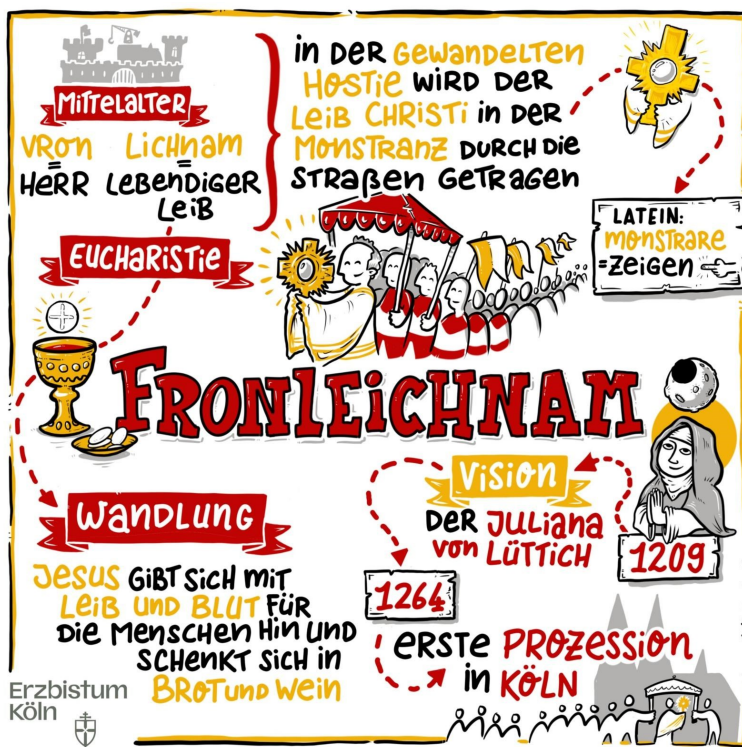 MITTELALTER
VRON LICHNAM
= =
HERR LEBENDIGER
LEIB
IN DER GEWANDELTEN
HOSTIE WIRD DER
LEIB CHRISTI IN DER
MONSTRANZ DURCH DIE
STRAßEN GETRAGEN
LATEIN:
MONSTRARE
=ZEIGEN
EUCHARISTIE
FRONLEICHNAM
WANDLUNG
JESUS GIBT SICH MIT
LEIB UND BLUT FÜR
DIE MENSCHEN HIN UND
SCHENKT SICH IN
BROT UND WEIN
VISION
DER JULIANA
VON LÜTTICH
1209
1264
ERSTE PROZESSION
IN KÖLN
Erzbistum
Köln